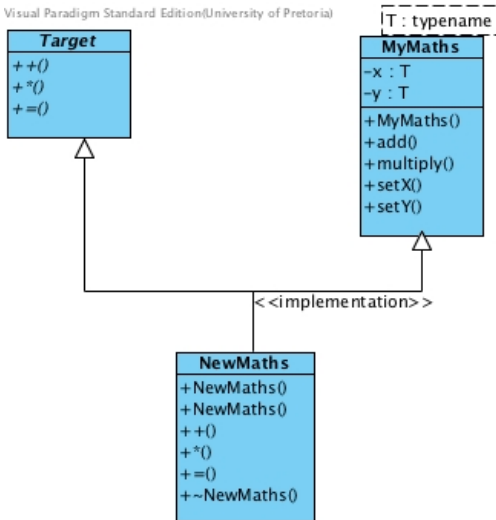 Visual Paradigm Standard Edition(University of Pretoria)
T : typename
Target
++()
+*()
+=()
MyMaths
-x : T
-y : T
+MyMaths()
+add()
+multiply()
+setX()
+setY()
<<implementation>>
NewMaths
+NewMaths()
+NewMaths()
++()
+*()
+=()
+~NewMaths()